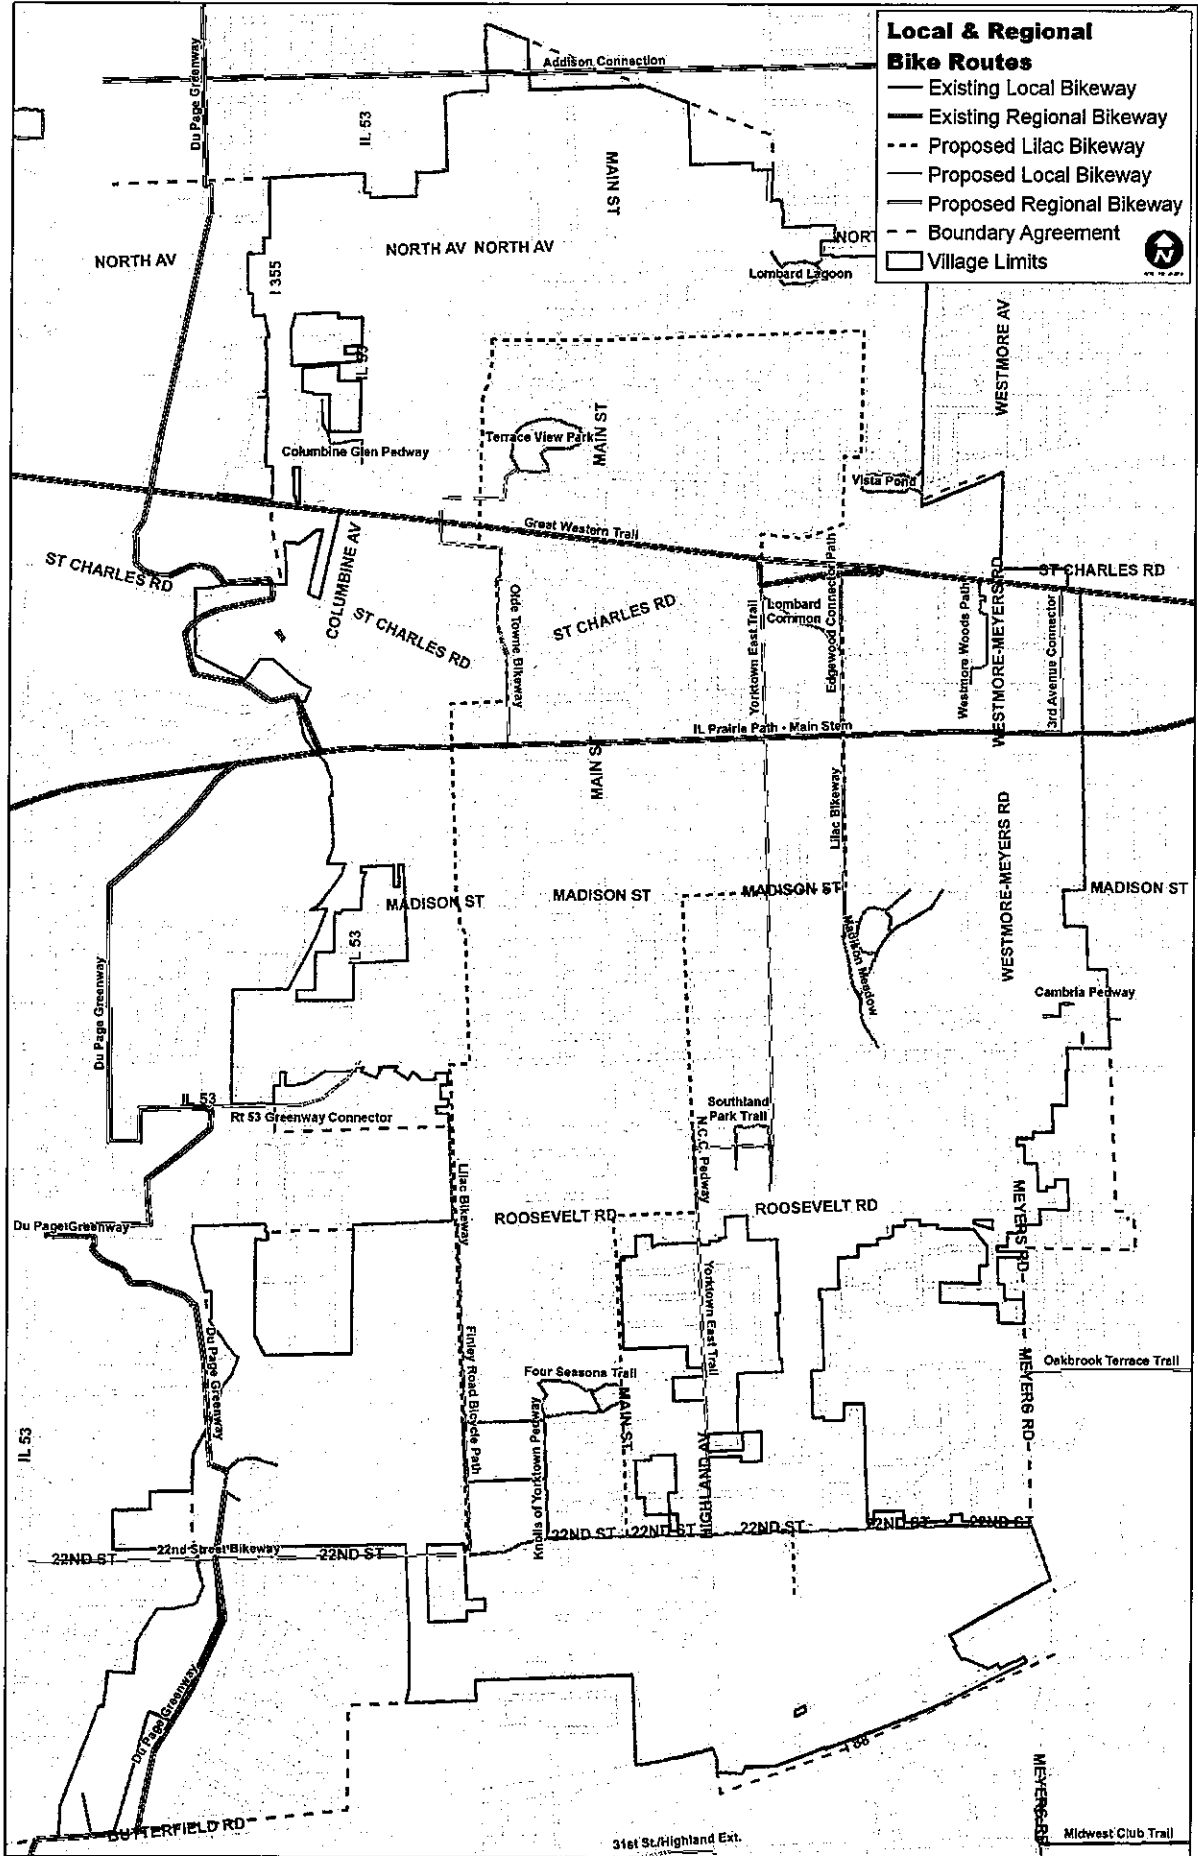 Local & Regional
Bike Routes
Existing Local Bikeway
Existing Regional Bikeway
Proposed Lilac Bikeway
Proposed Local Bikeway
Proposed Regional Bikeway
Boundary Agreement
Village Limits
N
Addison Connection
Du Page Greenway
IL 53
MAIN ST
NORTH AV
NORTH AV NORTH AV
NORT
I 355
Lombard Lagoon
WESTMORE AV
IL 53
MAIN ST
Terrace View Park
Columbine Glen Pedway
Vista Pond
Great Western Trail
ST CHARLES RD
COLUMBINE AV
ST CHARLES RD
Olde Towne Bikeway
ST CHARLES RD
Yorktown East Trail
Lombard
Common
Edgewood Connector Path
Westmore Woods Path
WESTMORE-MEYERS RD
3rd Avenue Connector
ST CHARLES RD
IL Prairie Path - Main Stem
MAIN ST
Lilac Bikeway
WESTMORE-MEYERS RD
MADISON ST
MADISON ST
MADISON ST
MADISON ST
IL 53
Madison Meadow
Du Page Greenway
Cambria Pedway
IL 53
Rt 53 Greenway Connector
Southland
Park Trail
N.C.C. Pedway
Lilac Bikeway
Du Page Greenway
ROOSEVELT RD
ROOSEVELT RD
MEYERS RD
Du Page Greenway
Finley Road Bicycle Path
Yorktown East Trail
Oakbrook Terrace Trail
Four Seasons Trail
MEYERS RD
IL 53
Knolls of Yorktown Pedway
MAIN ST
HIGHLAND AV
22ND ST
22nd Street Bikeway
22ND ST
22ND ST
22ND ST
22ND ST
22ND ST
22ND ST
Du Page Greenway
I 88
BUTTERFIELD RD
31st St./Highland Ext.
MEYERS RD
Midwest Club Trail